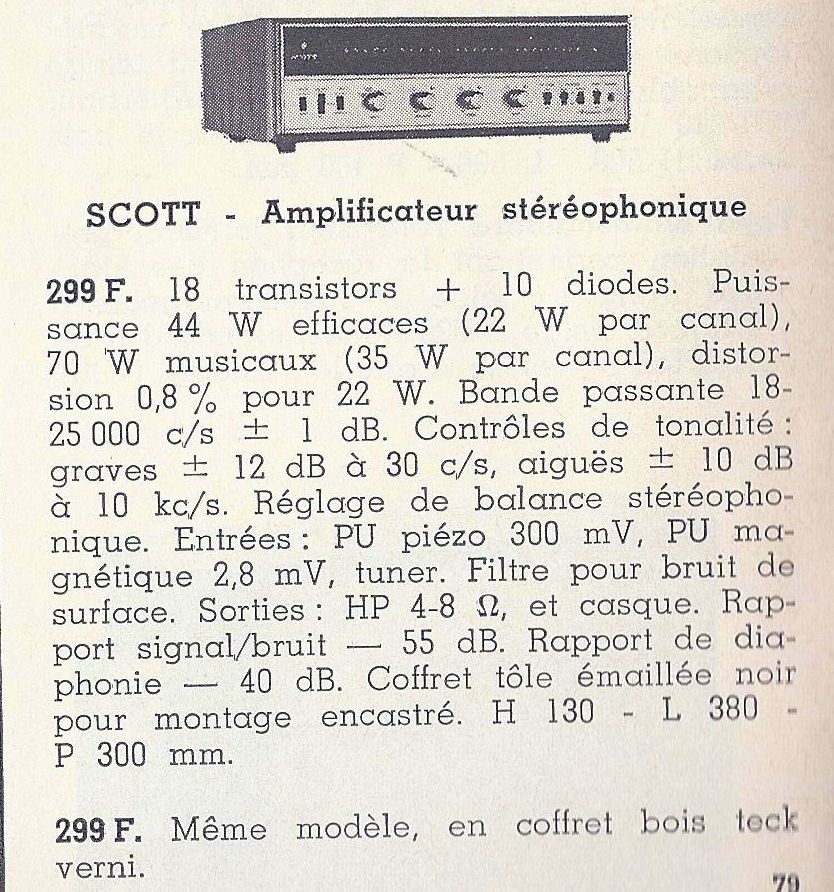 SCOTT - Amplificateur stéréophonique
299 F. 18 transistors + 10 diodes. Puis-
sance 44 W efficaces (22 W par canal),
70 W musicaux (35 W par canal), distor-
sion 0,8 % pour 22 W. Bande passante 18-
25 000 c/s ± 1 dB. Contrôles de tonalité :
graves ± 12 dB à 30 c/s, aiguës ± 10 dB
à 10 kc/s. Réglage de balance stéréopho-
nique. Entrées : PU piézo 300 mV, PU ma-
gnétique 2,8 mV, tuner. Filtre pour bruit de
surface. Sorties : HP 4-8 Ω, et casque. Rap-
port signal/bruit — 55 dB. Rapport de dia-
phonie — 40 dB. Coffret tôle émaillée noir
pour montage encastré. H 130 - L 380 -
P 300 mm.
299 F. Même modèle, en coffret bois teck
verni.
79